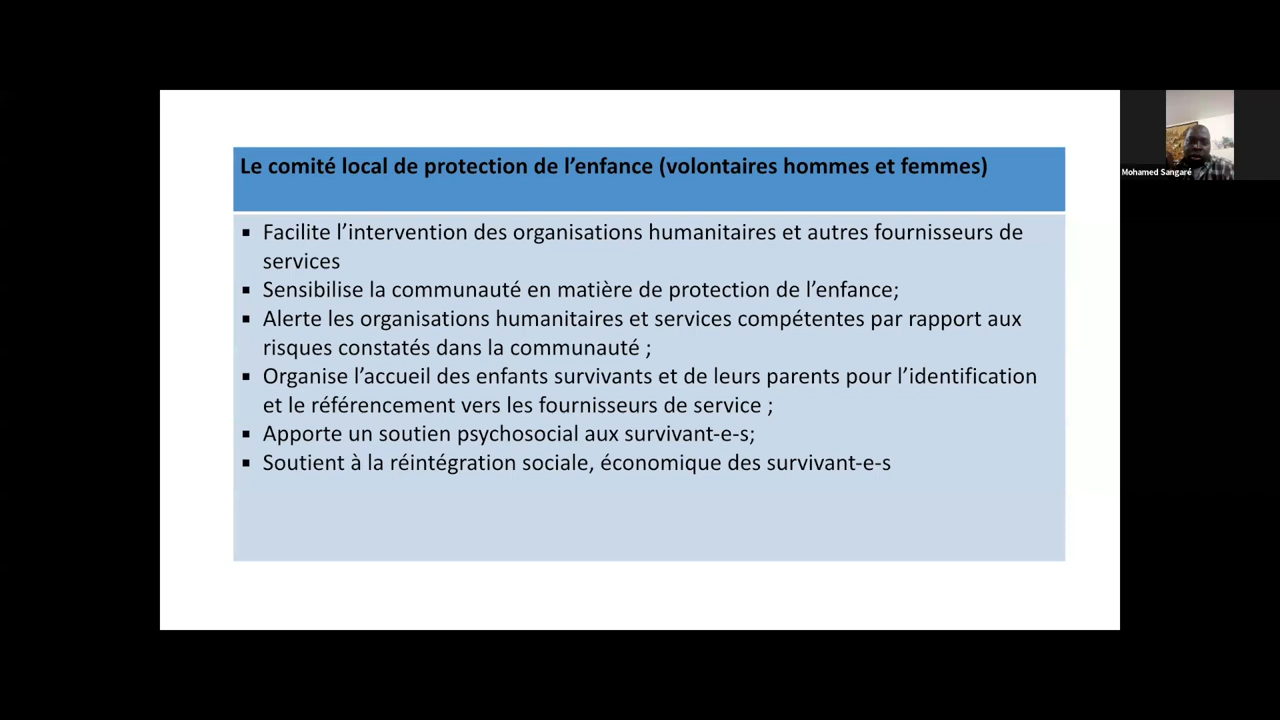 Le comité local de protection de l’enfance (volontaires hommes et femmes)
▪ Facilite l’intervention des organisations humanitaires et autres fournisseurs de
services
▪ Sensibilise la communauté en matière de protection de l’enfance;
▪ Alerte les organisations humanitaires et services compétentes par rapport aux
risques constatés dans la communauté ;
▪ Organise l’accueil des enfants survivants et de leurs parents pour l’identification
et le référencement vers les fournisseurs de service ;
▪ Apporte un soutien psychosocial aux survivant-e-s;
▪ Soutient à la réintégration sociale, économique des survivant-e-s
Mohamed Sangaré